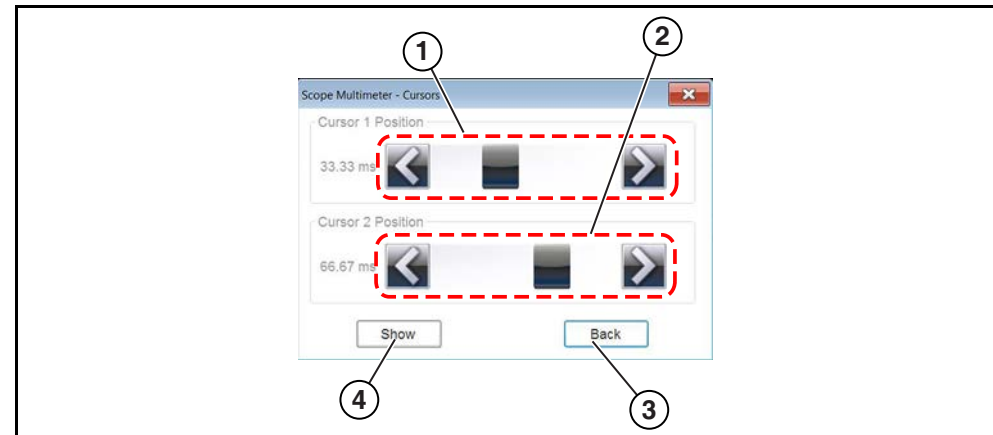 1
2
Scope Multimeter - Cursors
Cursor 1 Position
33.33 ms
Cursor 2 Position
66.67 ms
Show
Back
4
3